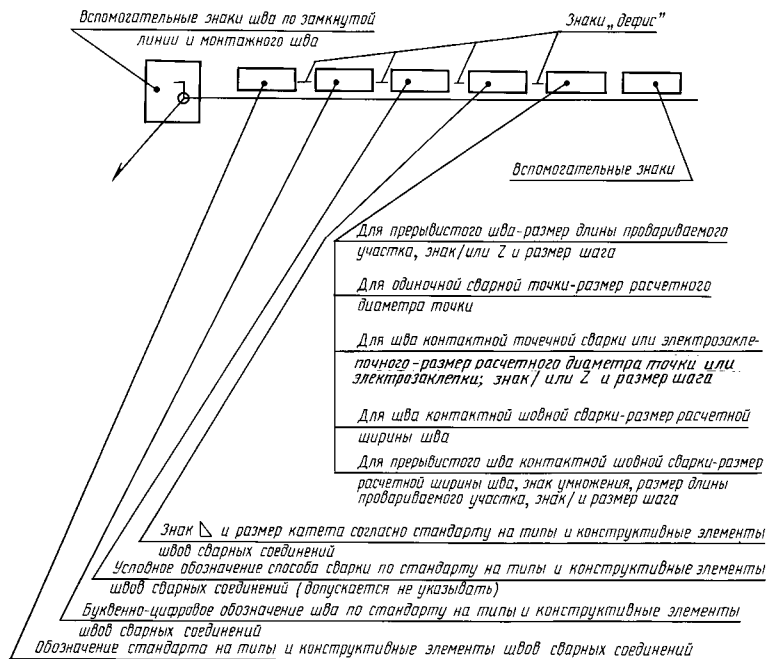 Вспомогательные знаки шва по замкнутой
линии и монтажного шва
Знаки „дефис”
Вспомогательные знаки
Для прерывистого шва-размер длины провариваемого
участка, знак/или Z и размер шага
Для одиночной сварной точки-размер расчетного
диаметра точки
Для шва контактной точечной сварки или электрозакле-
почного-размер расчетного диаметра точки или
электрозаклепки; знак/ или Z и размер шага
Для шва контактной шовной сварки-размер расчетной
ширины шва
Для прерывистого шва контактной шовной сварки-размер
расчетной ширины шва, знак умножения, размер длины
провариваемого участка, знак/ и размер шага
Знак ⊿ и размер катета согласно стандарту на типы и конструктивные элементы
швов сварных соединений
Условное обозначение способа сварки по стандарту на типы и конструктивные элементы
швов сварных соединений (допускается не указывать)
Буквенно-цифровое обозначение шва по стандарту на типы и конструктивные элементы
швов сварных соединений
Обозначение стандарта на типы и конструктивные элементы швов сварных соединений